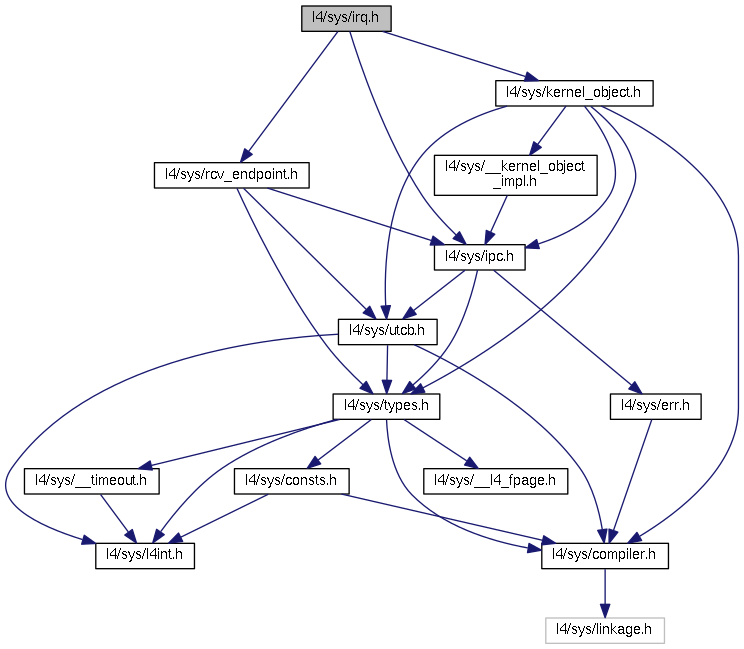 l4/sys/irq.h
l4/sys/kernel_object.h
l4/sys/rcv_endpoint.h
l4/sys/__kernel_object
_impl.h
l4/sys/ipc.h
l4/sys/utcb.h
l4/sys/types.h
l4/sys/err.h
l4/sys/__timeout.h
l4/sys/consts.h
l4/sys/__l4_fpage.h
l4/sys/l4int.h
l4/sys/compiler.h
l4/sys/linkage.h